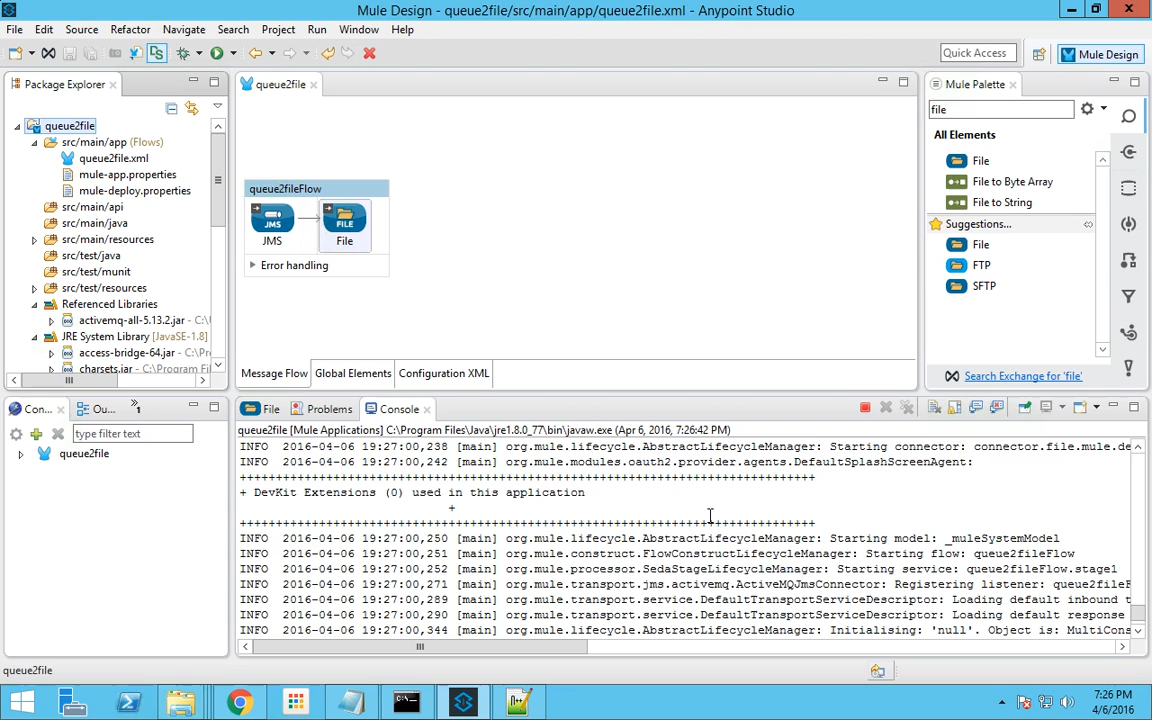 Mule Design - queue2file/src/main/app/queue2file.xml - Anypoint Studio
File Edit Source Refactor Navigate Search Project Run Window Help
Quick Access
Mule Design
Package Explorer
queue2file
src/main/app (Flows)
queue2file.xml
mule-app.properties
mule-deploy.properties
src/main/api
src/main/java
src/main/resources
src/test/java
src/test/munit
src/test/resources
Referenced Libraries
activemq-all-5.13.2.jar - C:\
JRE System Library [JavaSE-1.8]
access-bridge-64.jar - C:\Pr
charsets.jar - C:\Program F
queue2file
queue2fileFlow
JMS
FILE
JMS
File
Error handling
Message Flow
Global Elements
Configuration XML
Mule Palette
file
All Elements
File
File to Byte Array
File to String
Suggestions...
File
FTP
SFTP
Search Exchange for 'file'
Con...
Ou...
»1
type filter text
queue2file
File
Problems
Console
queue2file [Mule Applications] C:\Program Files\Java\jre1.8.0_77\bin\javaw.exe (Apr 6, 2016, 7:26:42 PM)
INFO 2016-04-06 19:27:00,238 [main] org.mule.lifecycle.AbstractLifecycleManager: Starting connector: connector.file.mule.de
INFO 2016-04-06 19:27:00,242 [main] org.mule.modules.oauth2.provider.agents.DefaultSplashScreenAgent:
+++++++++++++++++++++++++++++++++++++++++++++++++++++++++++++++++++++++++++++++
+ DevKit Extensions (0) used in this application
+
+++++++++++++++++++++++++++++++++++++++++++++++++++++++++++++++++++++++++++++++
INFO 2016-04-06 19:27:00,250 [main] org.mule.lifecycle.AbstractLifecycleManager: Starting model: _muleSystemModel
INFO 2016-04-06 19:27:00,251 [main] org.mule.construct.FlowConstructLifecycleManager: Starting flow: queue2fileFlow
INFO 2016-04-06 19:27:00,252 [main] org.mule.processor.SedaStageLifecycleManager: Starting service: queue2fileFlow.stage1
INFO 2016-04-06 19:27:00,271 [main] org.mule.transport.jms.activemq.ActiveMQJmsConnector: Registering listener: queue2fileF
INFO 2016-04-06 19:27:00,289 [main] org.mule.transport.service.DefaultTransportServiceDescriptor: Loading default inbound t
INFO 2016-04-06 19:27:00,290 [main] org.mule.transport.service.DefaultTransportServiceDescriptor: Loading default response
INFO 2016-04-06 19:27:00,344 [main] org.mule.lifecycle.AbstractLifecycleManager: Initialising: 'null'. Object is: MultiCons
queue2file
7:26 PM
4/6/2016